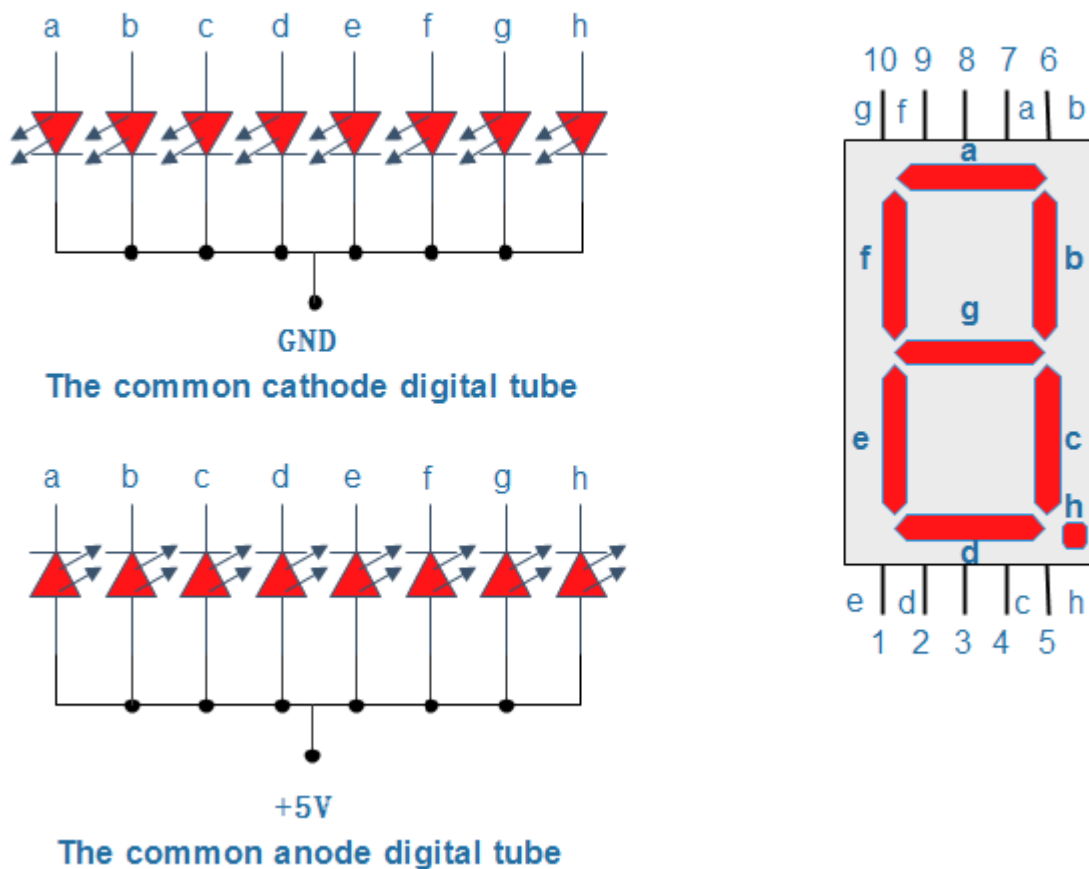 a b c d e f g h
GND
The common cathode digital tube
a b c d e f g h
+5V
The common anode digital tube
10 9 8 7 6
g f a b
a
f b
g
e c
h
d
e d c h
1 2 3 4 5